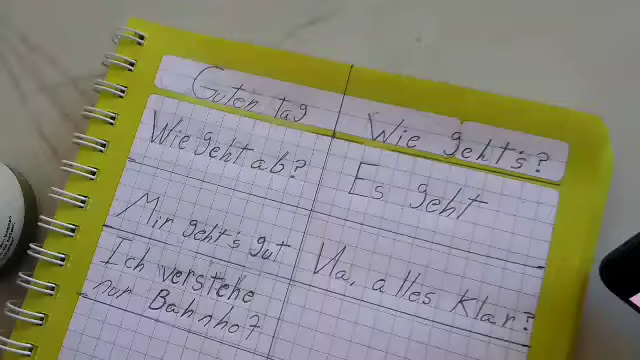 Guten Tag
Wie geht's?
Wie geht ab?
Es geht
Mir geht's gut
Na, alles klar?
Ich verstehe
nur Bahnhof